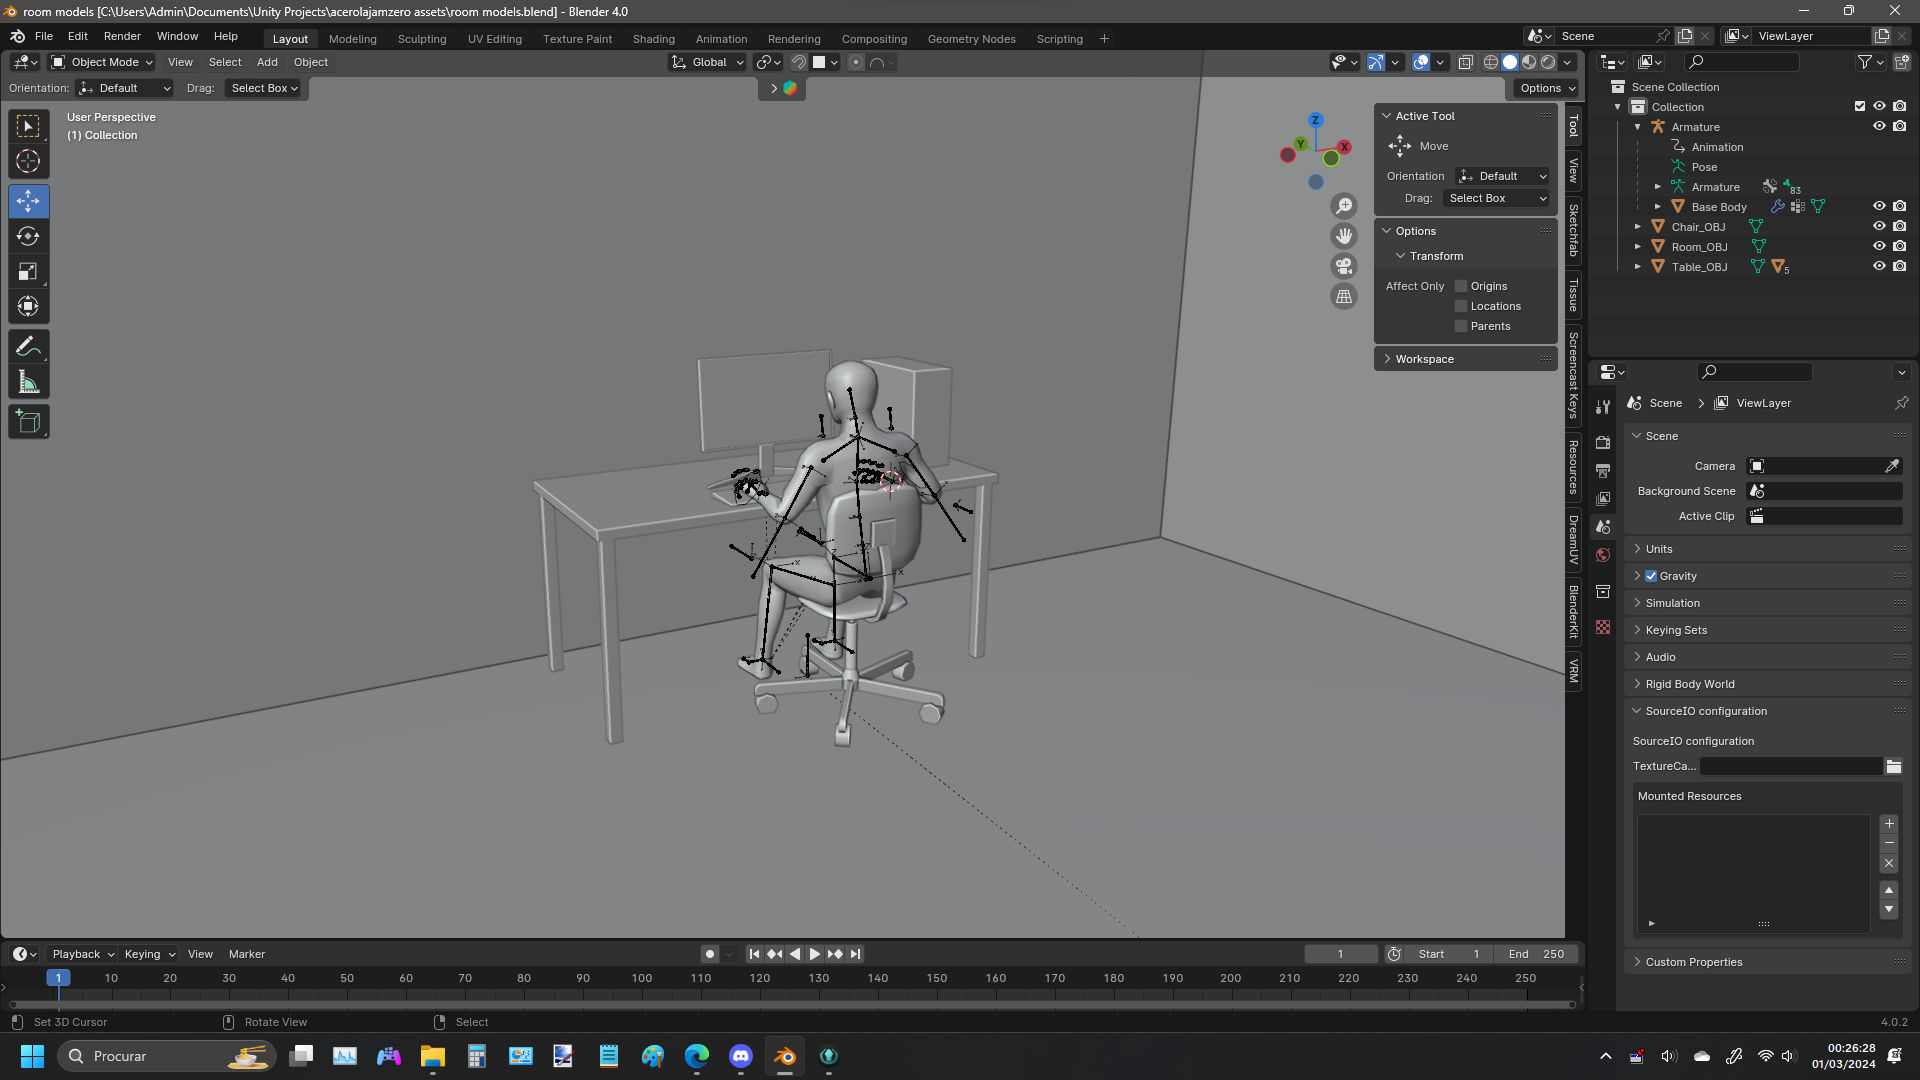 room models [C:\Users\Admin\Documents\Unity Projects\acerolajamzero assets\room models.blend] - Blender 4.0
File Edit Render Window Help
Layout Modeling Sculpting UV Editing Texture Paint Shading Animation Rendering Compositing Geometry Nodes Scripting +
Scene
ViewLayer
Object Mode View Select Add Object
Global
Orientation: Default Drag: Select Box
Options
User Perspective
(1) Collection
Z
Y
X
Active Tool
Move
Orientation Default
Drag: Select Box
Options
Transform
Affect Only Origins
Locations
Parents
Workspace
Tool
View
Sketchfab
Tissue
Screencast Keys
Resources
DreamUV
BlenderKit
VRM
Scene Collection
Collection
Armature
Animation
Pose
Armature 83
Base Body
Chair_OBJ
Room_OBJ
Table_OBJ 5
Scene > ViewLayer
Scene
Camera
Background Scene
Active Clip
Units
Gravity
Simulation
Keying Sets
Audio
Rigid Body World
SourceIO configuration
SourceIO configuration
TextureCa...
Mounted Resources
Custom Properties
Playback Keying View Marker
1 Start 1 End 250
1 10 20 30 40 50 60 70 80 90 100 110 120 130 140 150 160 170 180 190 200 210 220 230 240 250
Set 3D Cursor Rotate View Select
4.0.2
Procurar
00:26:28
01/03/2024